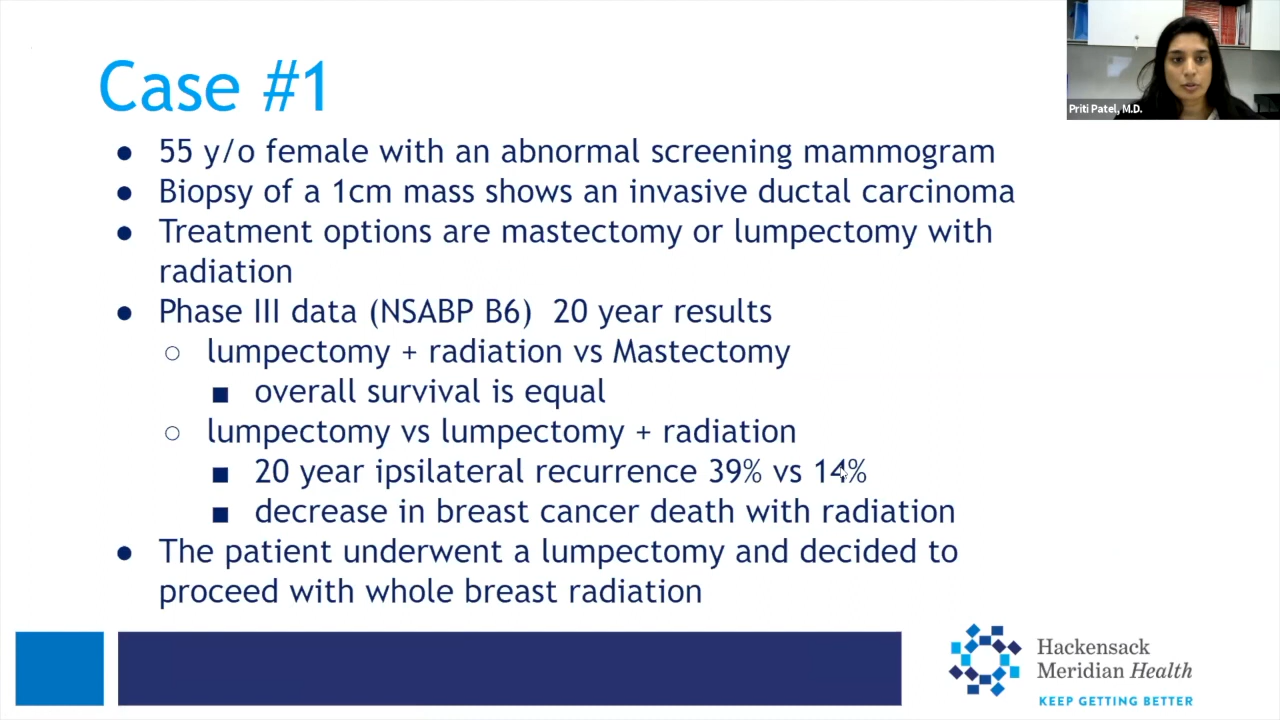 Case #1
● 55 y/o female with an abnormal screening mammogram
● Biopsy of a 1cm mass shows an invasive ductal carcinoma
● Treatment options are mastectomy or lumpectomy with
radiation
● Phase III data (NSABP B6)  20 year results
○ lumpectomy + radiation vs Mastectomy
■ overall survival is equal
○ lumpectomy vs lumpectomy + radiation
■ 20 year ipsilateral recurrence 39% vs 14%
■ decrease in breast cancer death with radiation
● The patient underwent a lumpectomy and decided to
proceed with whole breast radiation
Priti Patel, M.D.
Hackensack
Meridian Health
KEEP GETTING BETTER